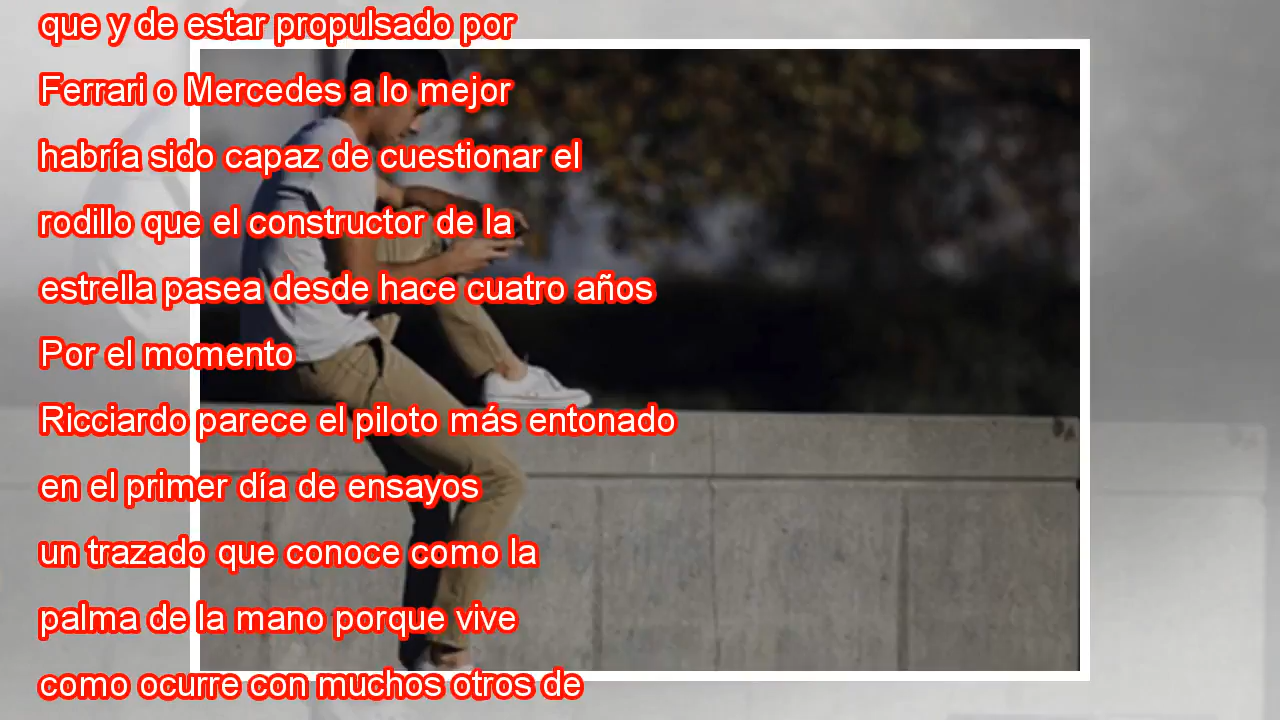 que y de estar propulsado por
Ferrari o Mercedes a lo mejor
habría sido capaz de cuestionar el
rodillo que el constructor de la
estrella pasea desde hace cuatro años
Por el momento
Ricciardo parece el piloto más entonado
en el primer día de ensayos
un trazado que conoce como la
palma de la mano porque vive
como ocurre con muchos otros de